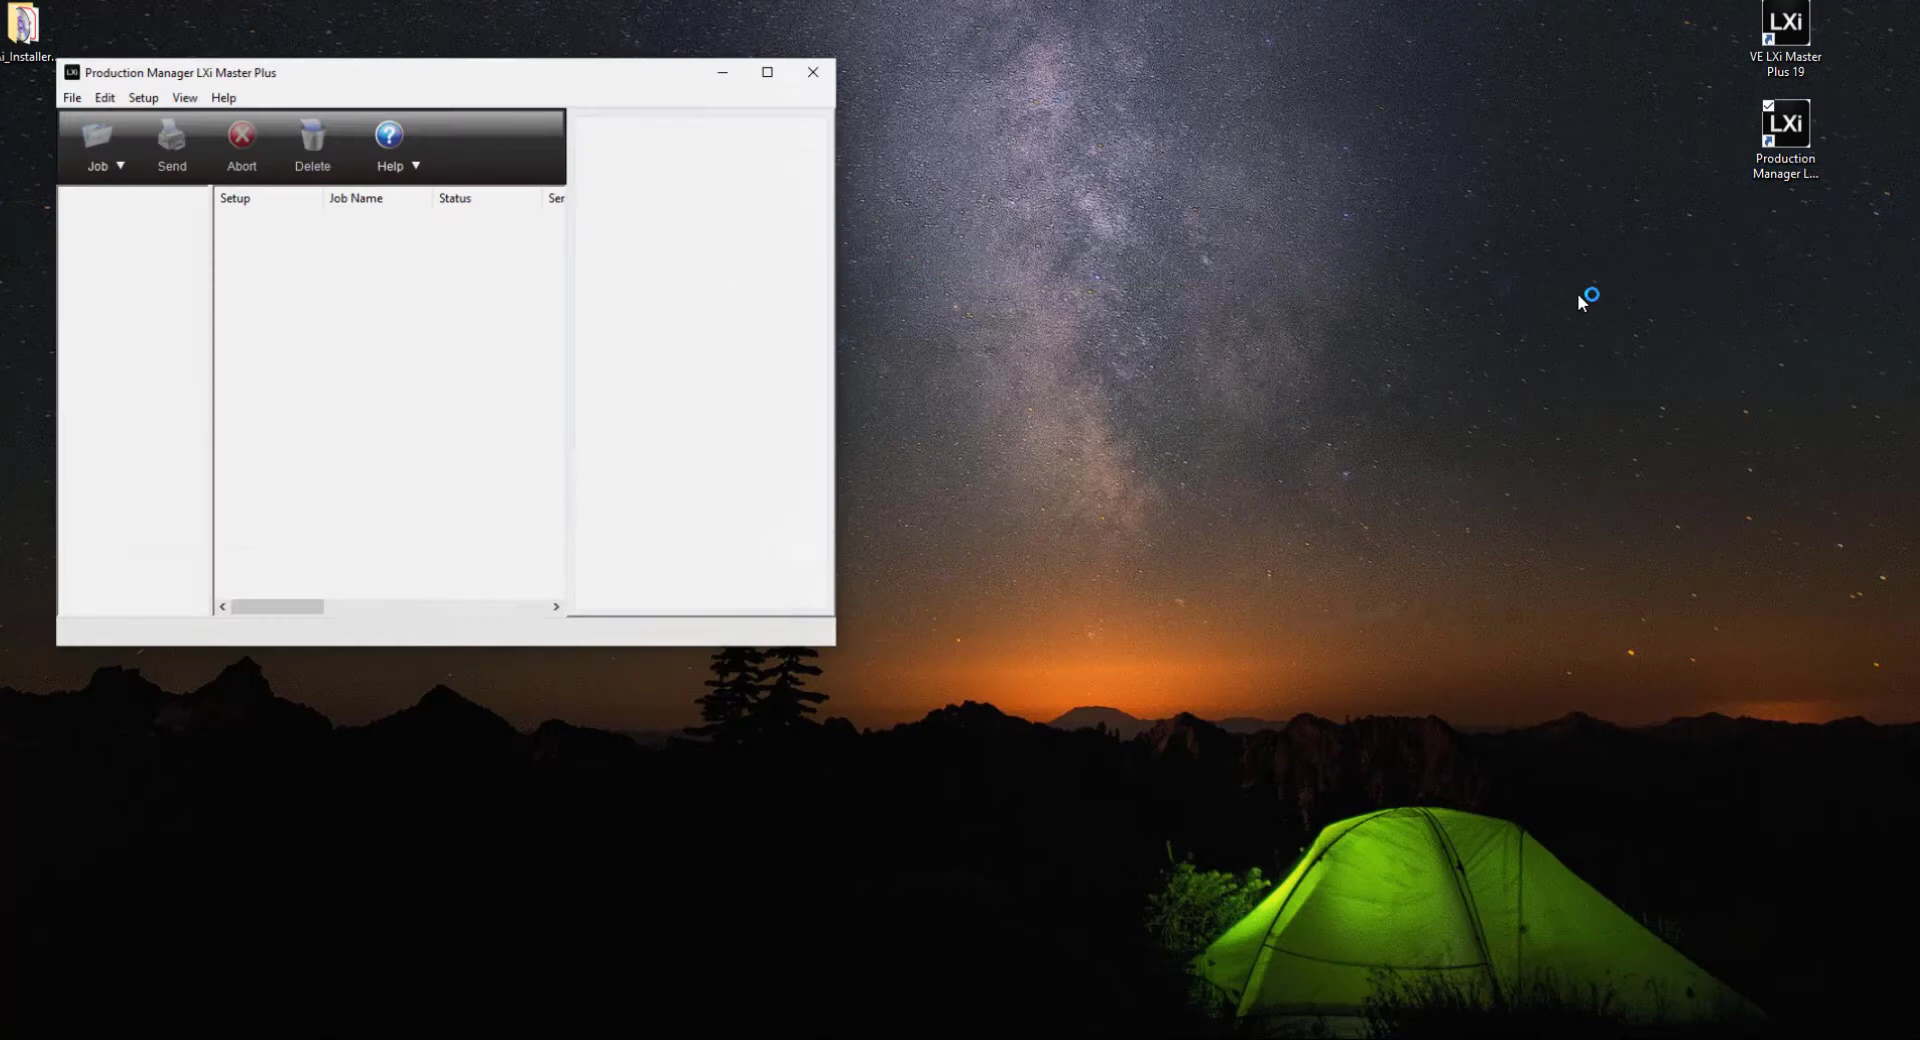 i_Installer...
LXi
VE LXi Master
Plus 19
LXi
Production
Manager L...
LXi Production Manager LXi Master Plus
File Edit Setup View Help
Job Send Abort Delete ? Help
Setup Job Name Status Ser